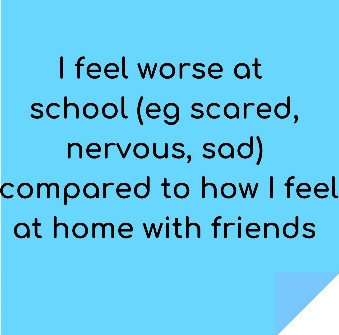 I feel worse at
school (eg scared,
nervous, sad)
compared to how I feel
at home with friends